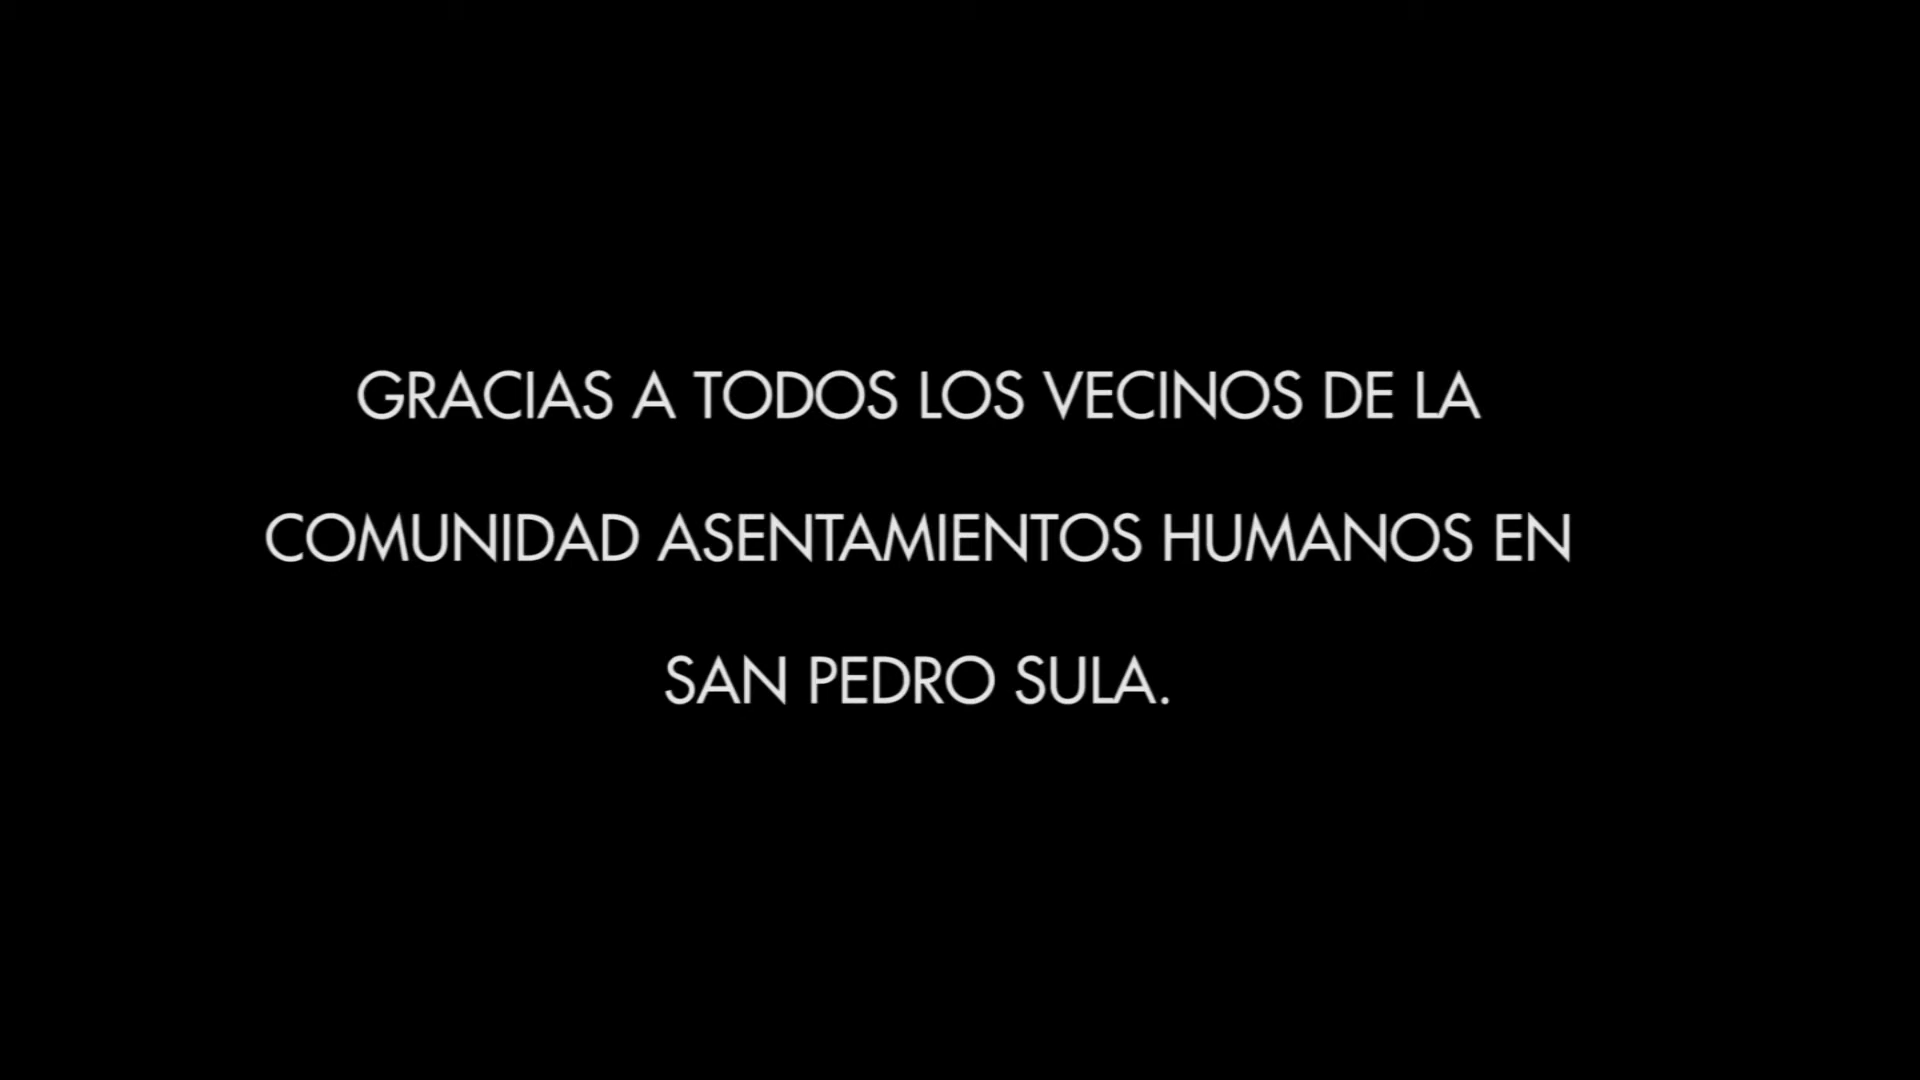 GRACIAS A TODOS LOS VECINOS DE LA
COMUNIDAD ASENTAMIENTOS HUMANOS EN
SAN PEDRO SULA.